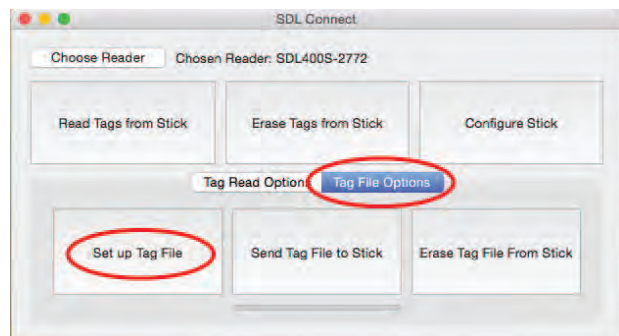 SDL Connect
Choose Reader Chosen Reader: SDL400S-2772
Read Tags from Stick Erase Tags from Stick Configure Stick
Tag Read Option Tag File Options
Set up Tag File Send Tag File to Stick Erase Tag File From Stick